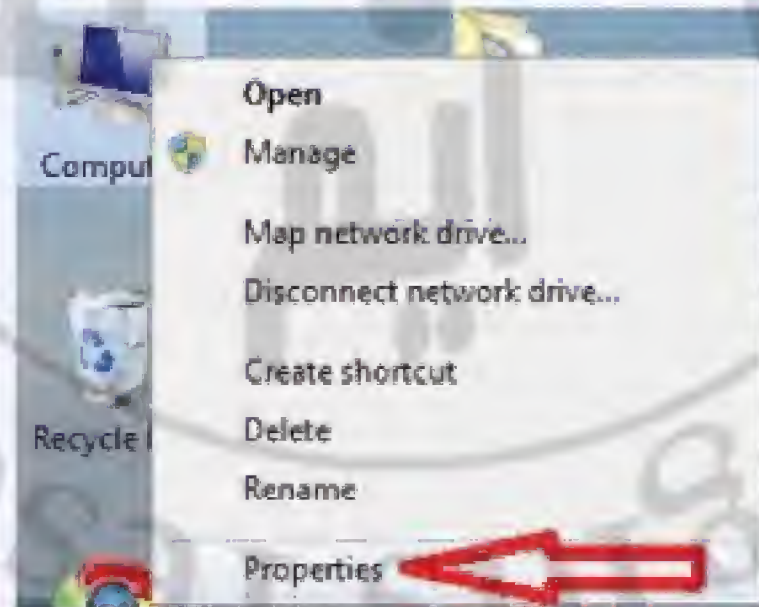 Open
Comput
Manage
Map network drive...
Disconnect network drive...
Create shortcut
Delete
Recycle
Rename
Properties